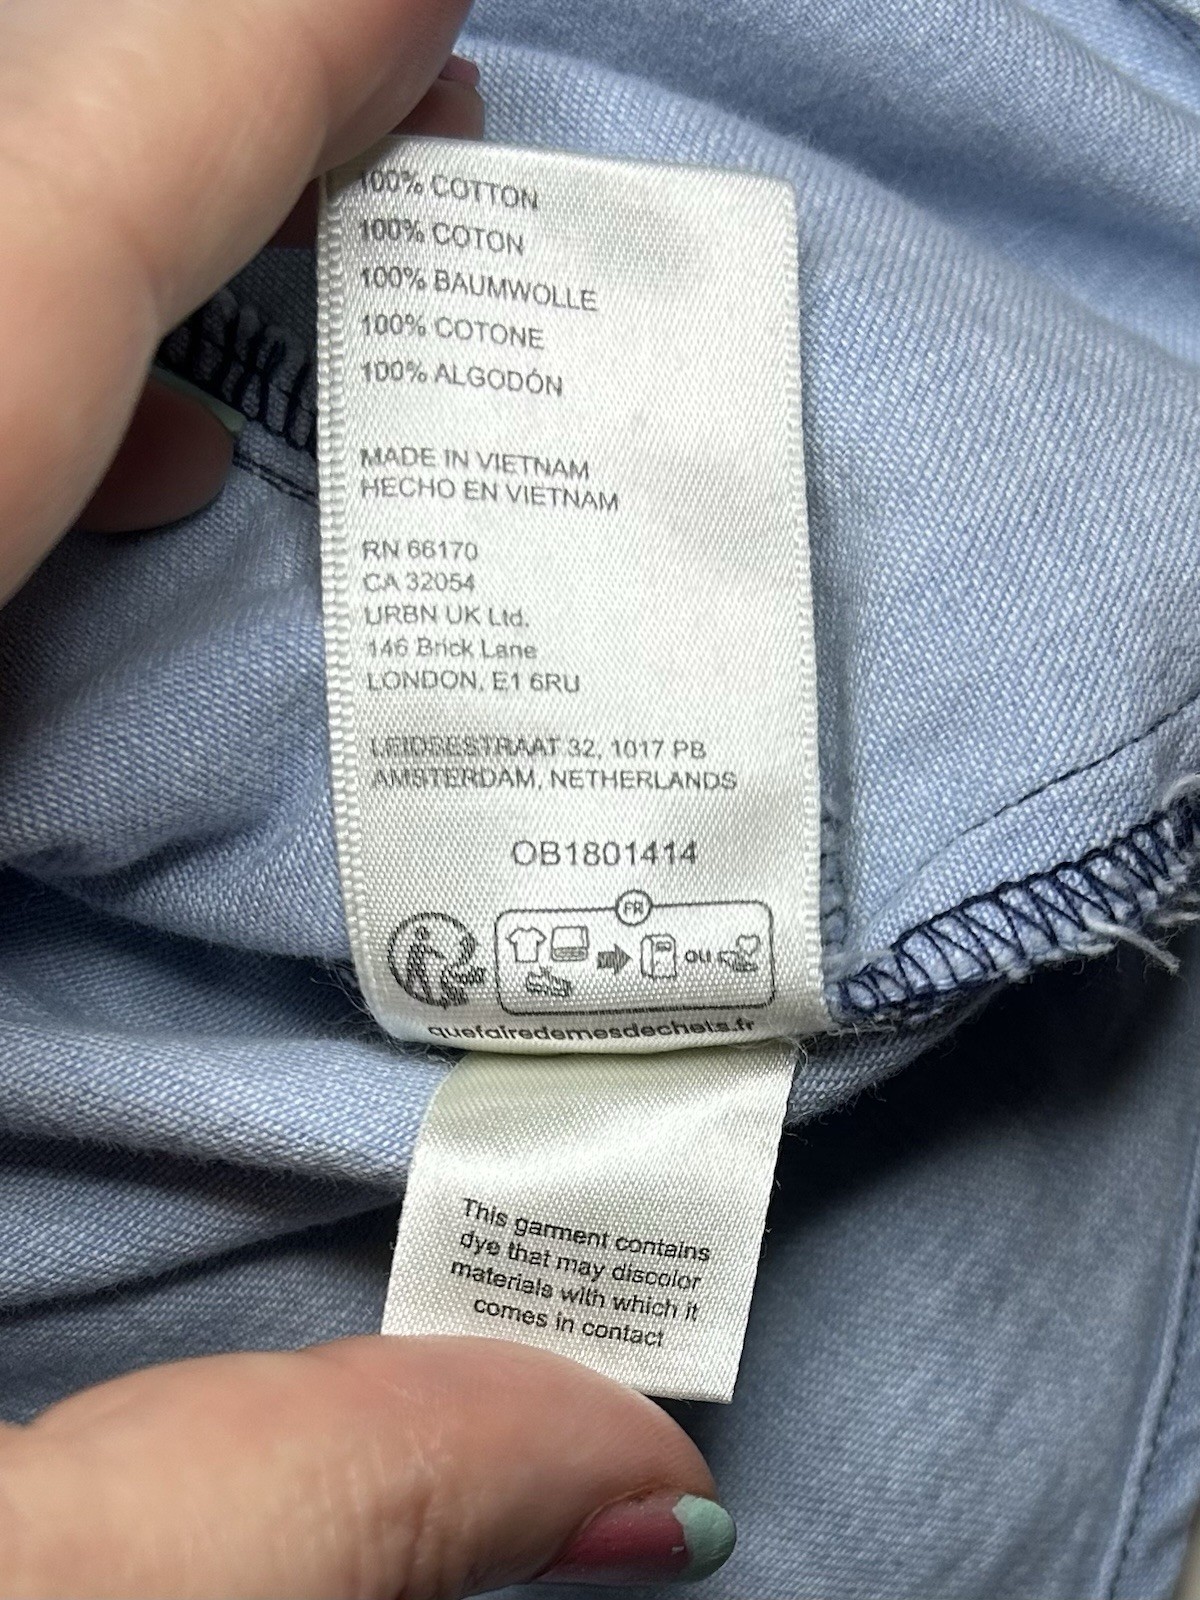 100% COTTON
100% COTON
100% BAUMWOLLE
100% COTONE
100% ALGODÓN
MADE IN VIETNAM
HECHO EN VIETNAM
RN 66170
CA 32054
URBN UK Ltd.
146 Brick Lane
LONDON, E1 6RU
LEIDSESTRAAT 32, 1017 PB
AMSTERDAM, NETHERLANDS
OB1801414
FR
OU
quefairedemesdechets.fr
This garment contains
dye that may discolor
materials with which it
comes in contact